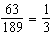 63/189 = 1/3